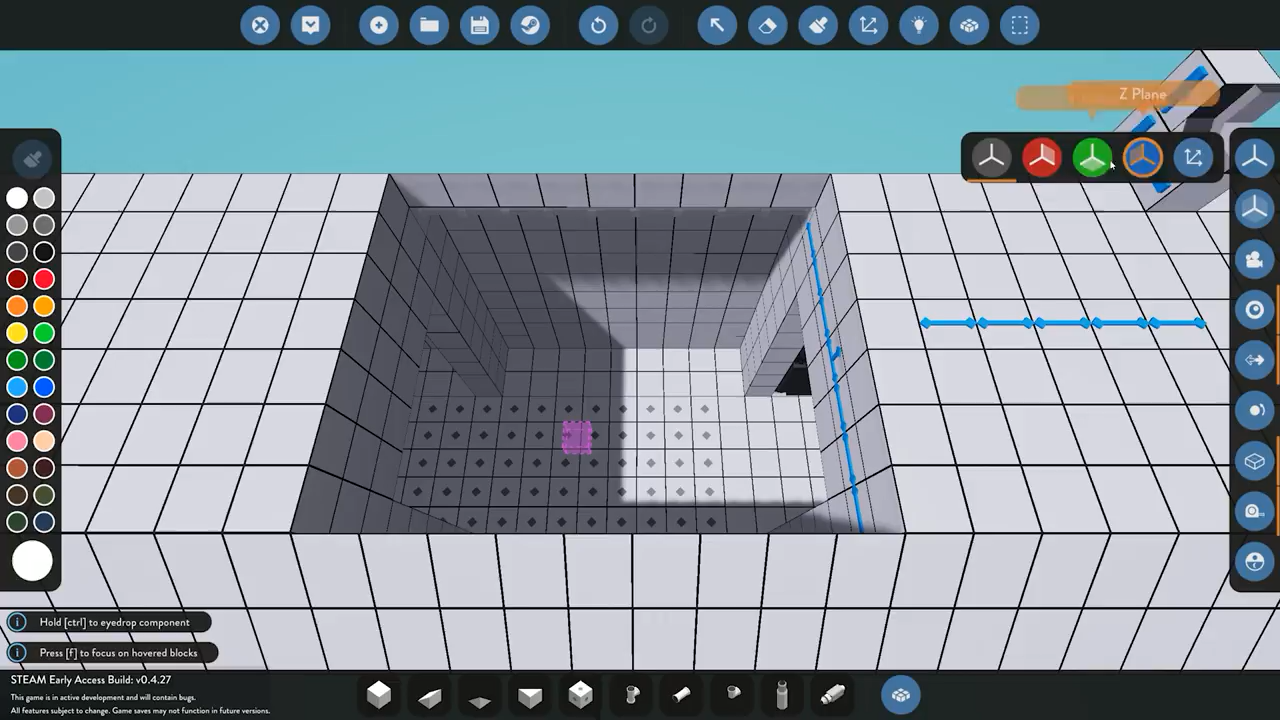 Z Plane
Hold [ctrl] to eyedrop component
Press [f] to focus on hovered blocks
STEAM Early Access Build: v0.4.27
This game is in active development and will contain bugs.
All features subject to change. Game saves may not function in future versions.